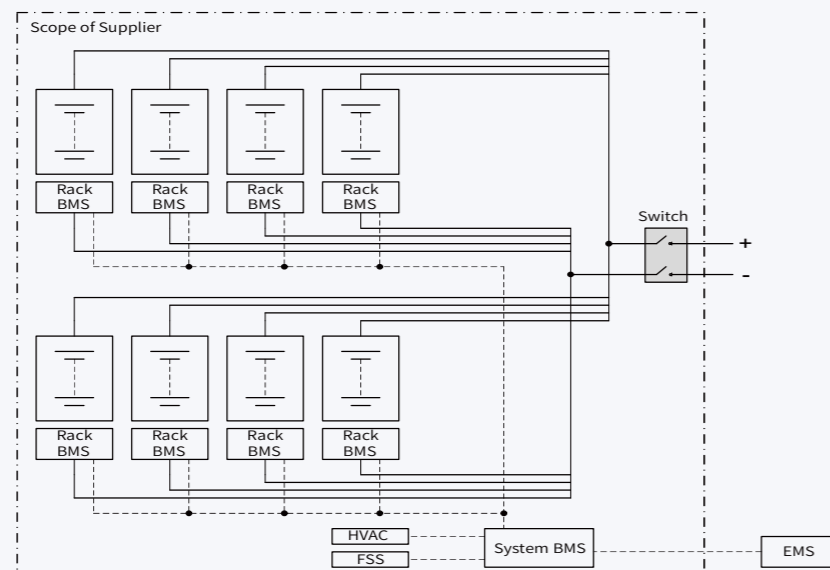 Scope of Supplier
Rack
BMS
Rack
BMS
Rack
BMS
Rack
BMS
Switch
+
-
Rack
BMS
Rack
BMS
Rack
BMS
Rack
BMS
HVAC
FSS
System BMS
EMS